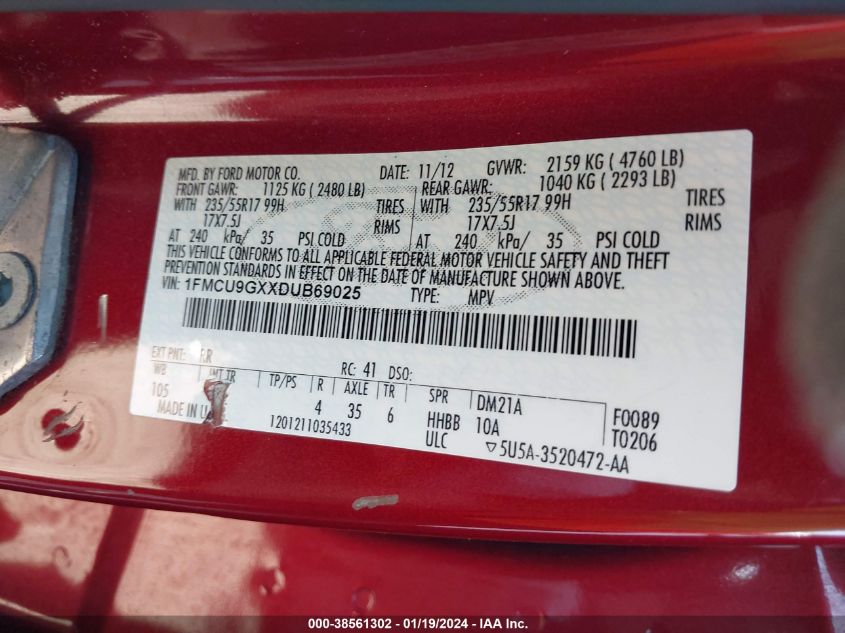 MFD. BY FORD MOTOR CO. DATE: 11/12 GVWR: 2159 KG ( 4760 LB)
FRONT GAWR: 1125 KG ( 2480 LB) REAR GAWR: 1040 KG ( 2293 LB)
WITH 235/55R17 99H TIRES WITH 235/55R17 99H TIRES
17X7.5J RIMS 17X7.5J RIMS
AT 240 kPa/ 35 PSI COLD AT 240 kPa/ 35 PSI COLD
THIS VEHICLE CONFORMS TO ALL APPLICABLE FEDERAL MOTOR VEHICLE SAFETY AND THEFT
PREVENTION STANDARDS IN EFFECT ON THE DATE OF MANUFACTURE SHOWN ABOVE.
VIN: 1FMCU9GXXDUB69025 TYPE: MPV
EXT PNT: RR RC: 41 DSO:
WB INT TR TP/PS R AXLE TR SPR DM21A F0089
105 4 35 6 HHBB 10A T0206
MADE IN 1201211035433 ULC 5U5A-3520472-AA
000-38561302 - 01/19/2024 - IAA Inc.